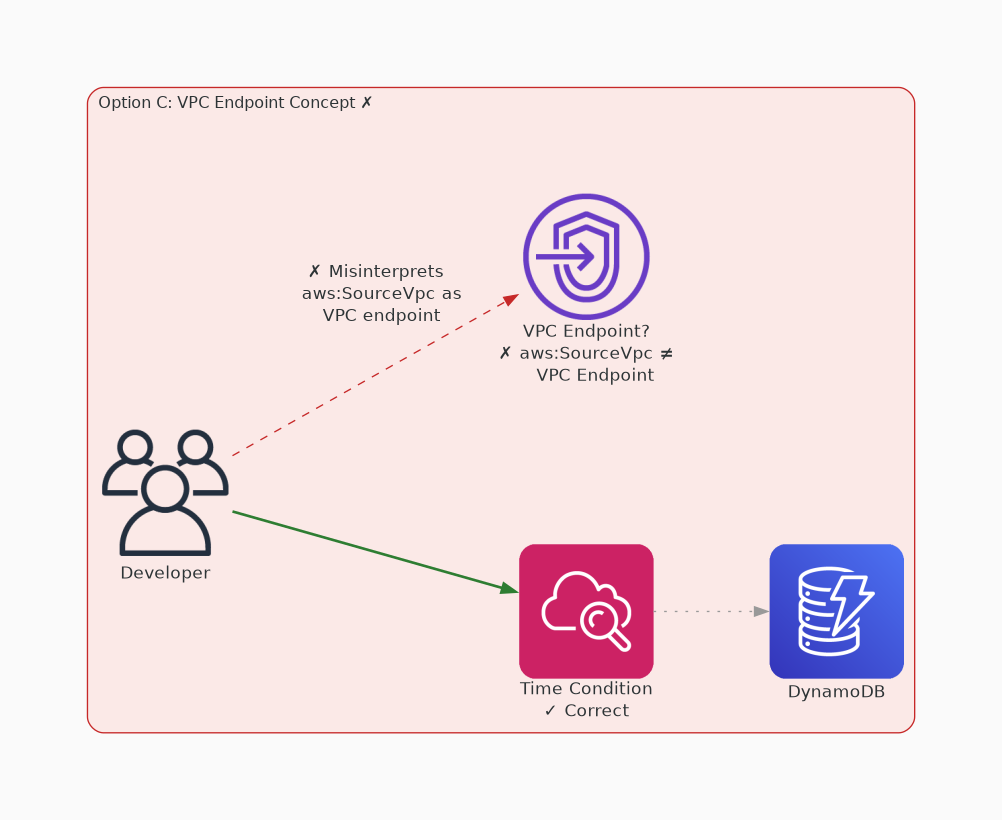 Option C: VPC Endpoint Concept ✗
✗ Misinterprets
aws:SourceVpc as
VPC endpoint
VPC Endpoint?
✗ aws:SourceVpc ≠
VPC Endpoint
Developer
Time Condition
✓ Correct
DynamoDB